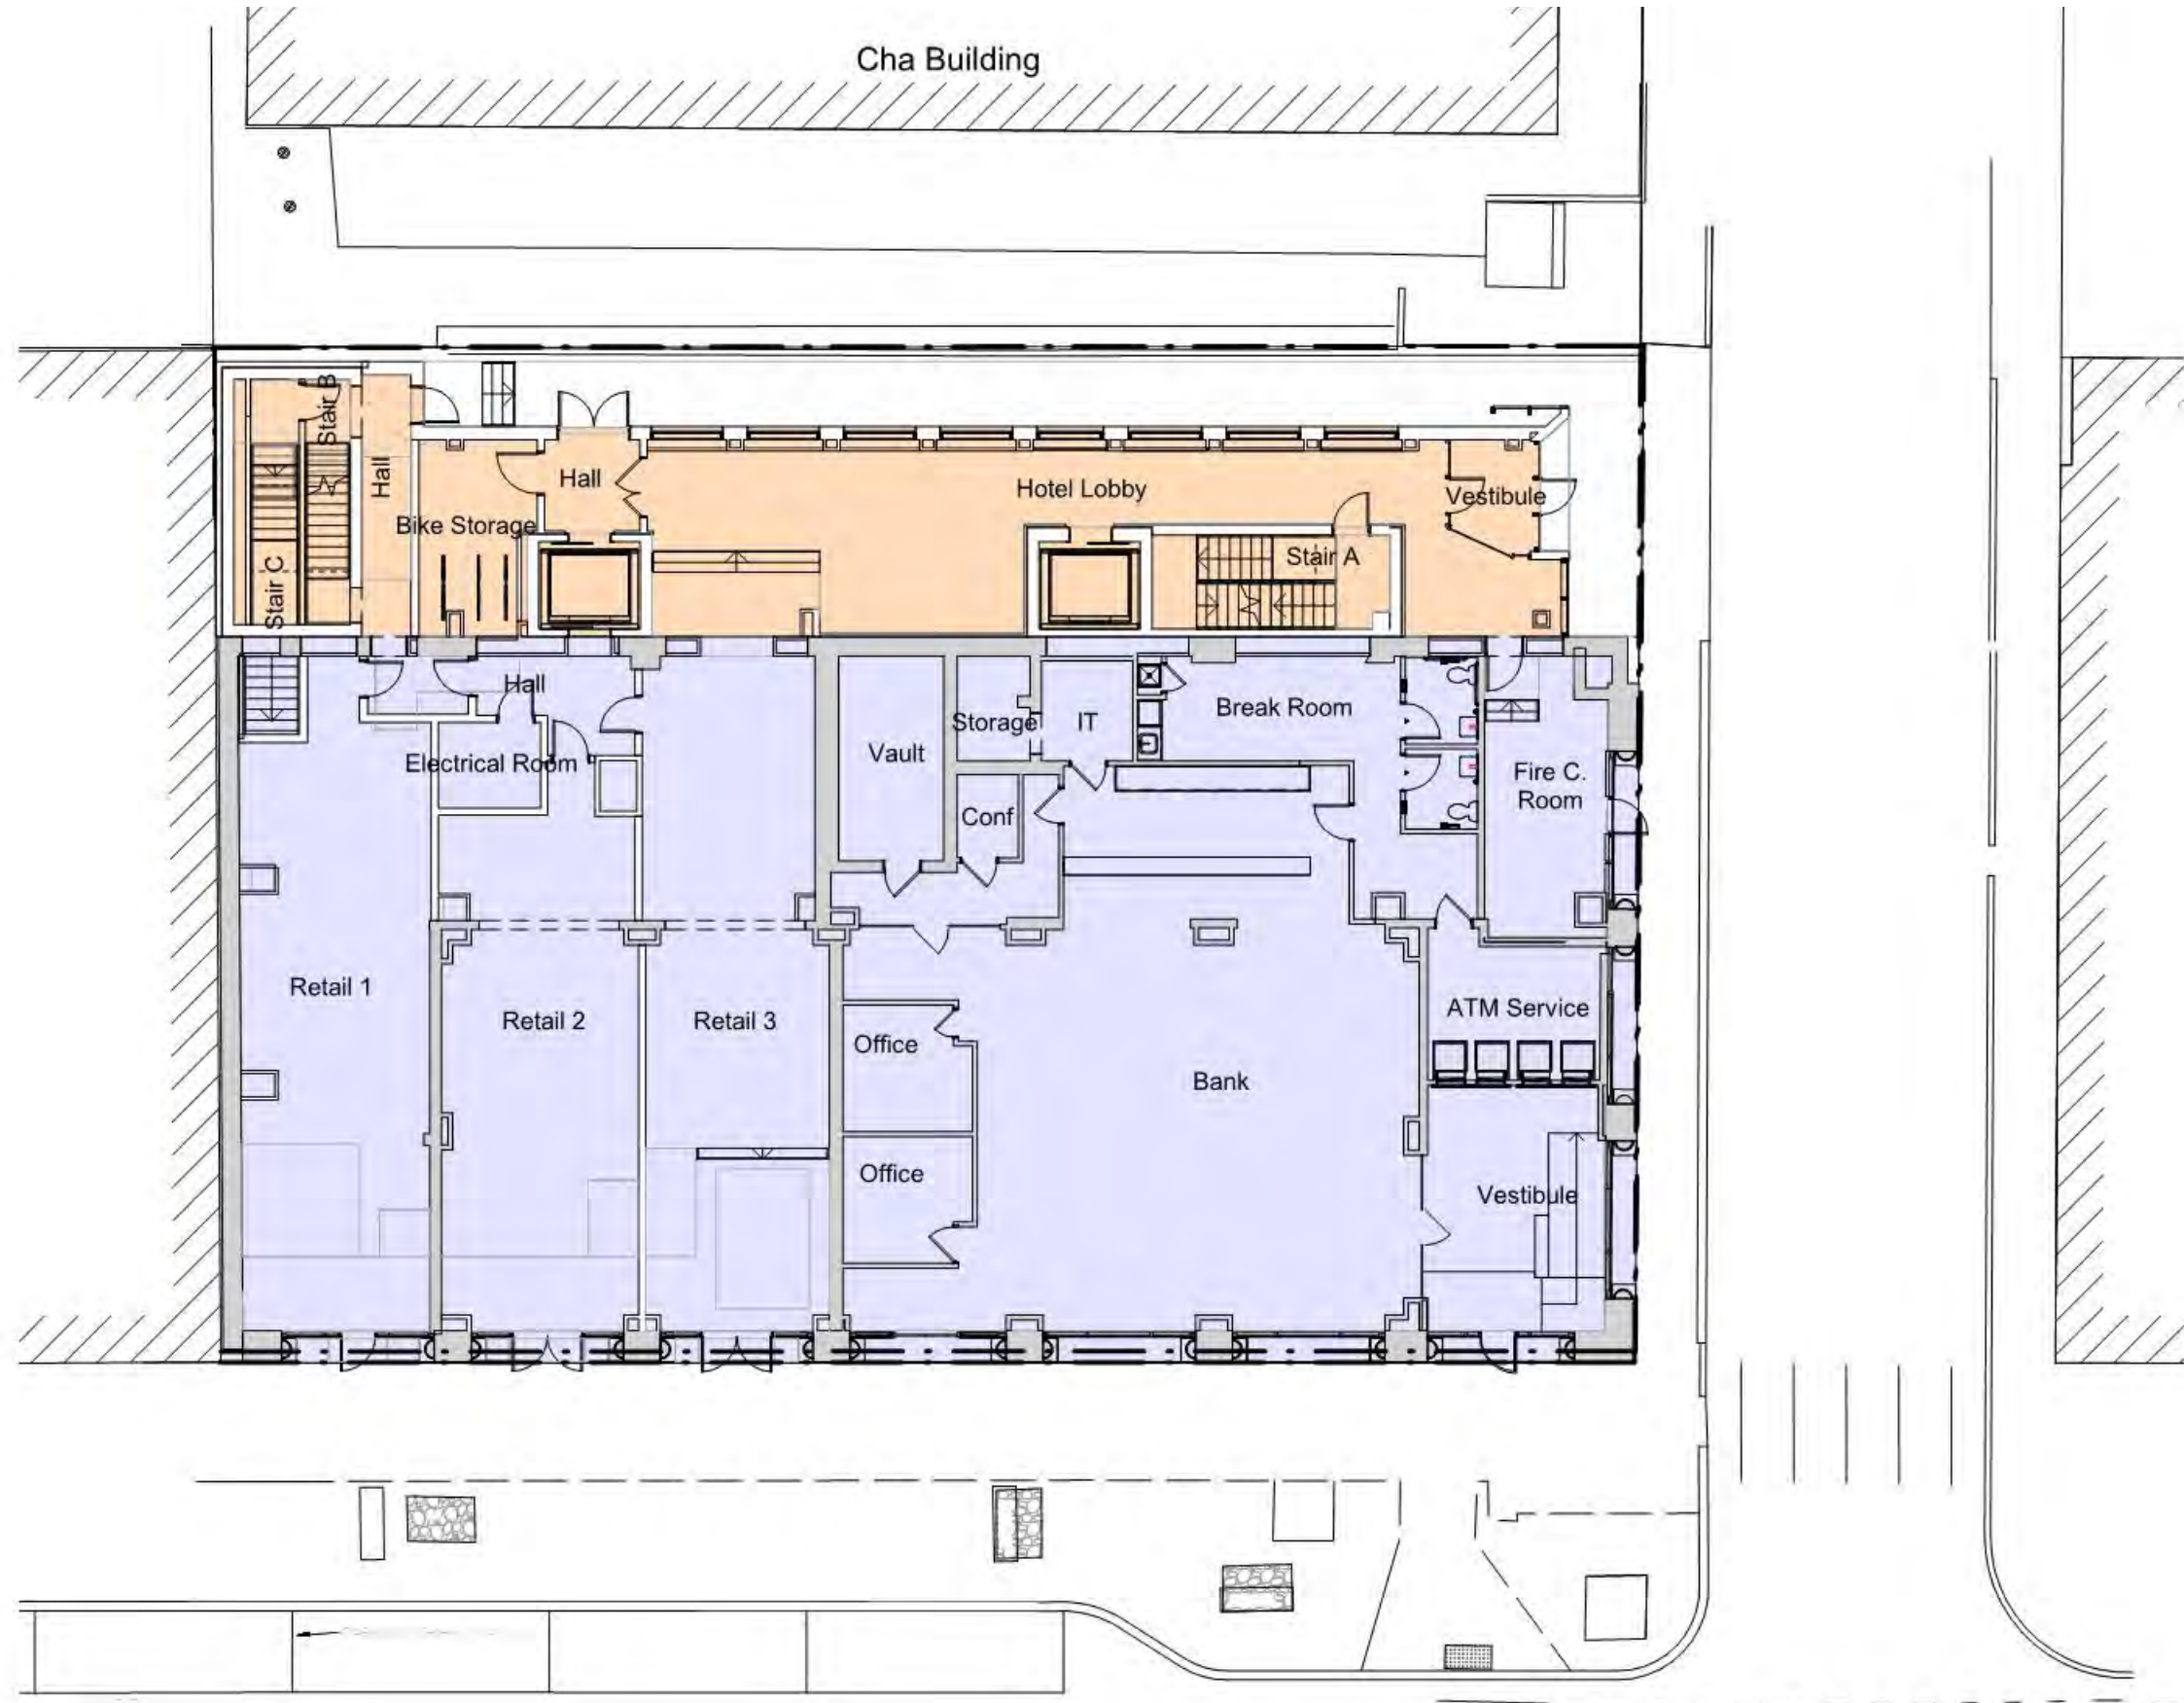 Cha Building
Stair B
Hall
Hall
Hotel Lobby
Vestibule
Bike Storage
Stair A
Stair C
Hall
Break Room
Storage
IT
Vault
Electrical Room
Fire C.
Room
Conf
Retail 1
Retail 2
Retail 3
ATM Service
Office
Bank
Office
Vestibule